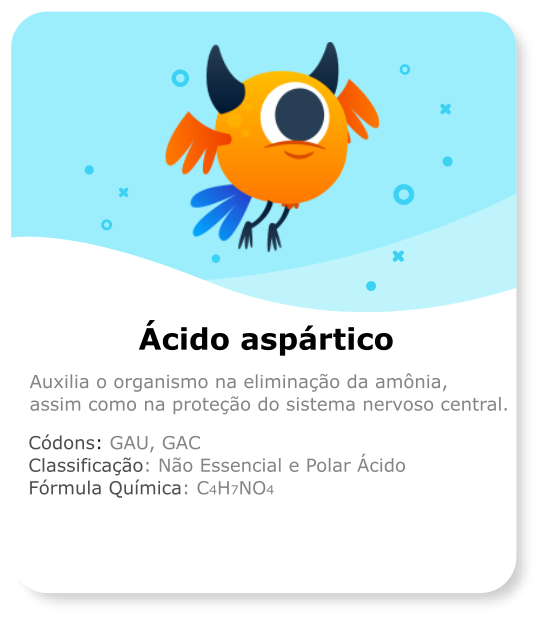 Ácido aspártico
Auxilia o organismo na eliminação da amônia,
assim como na proteção do sistema nervoso central.
Códons: GAU, GAC
Classificação: Não Essencial e Polar Ácido
Fórmula Química: C₄H₇NO₄